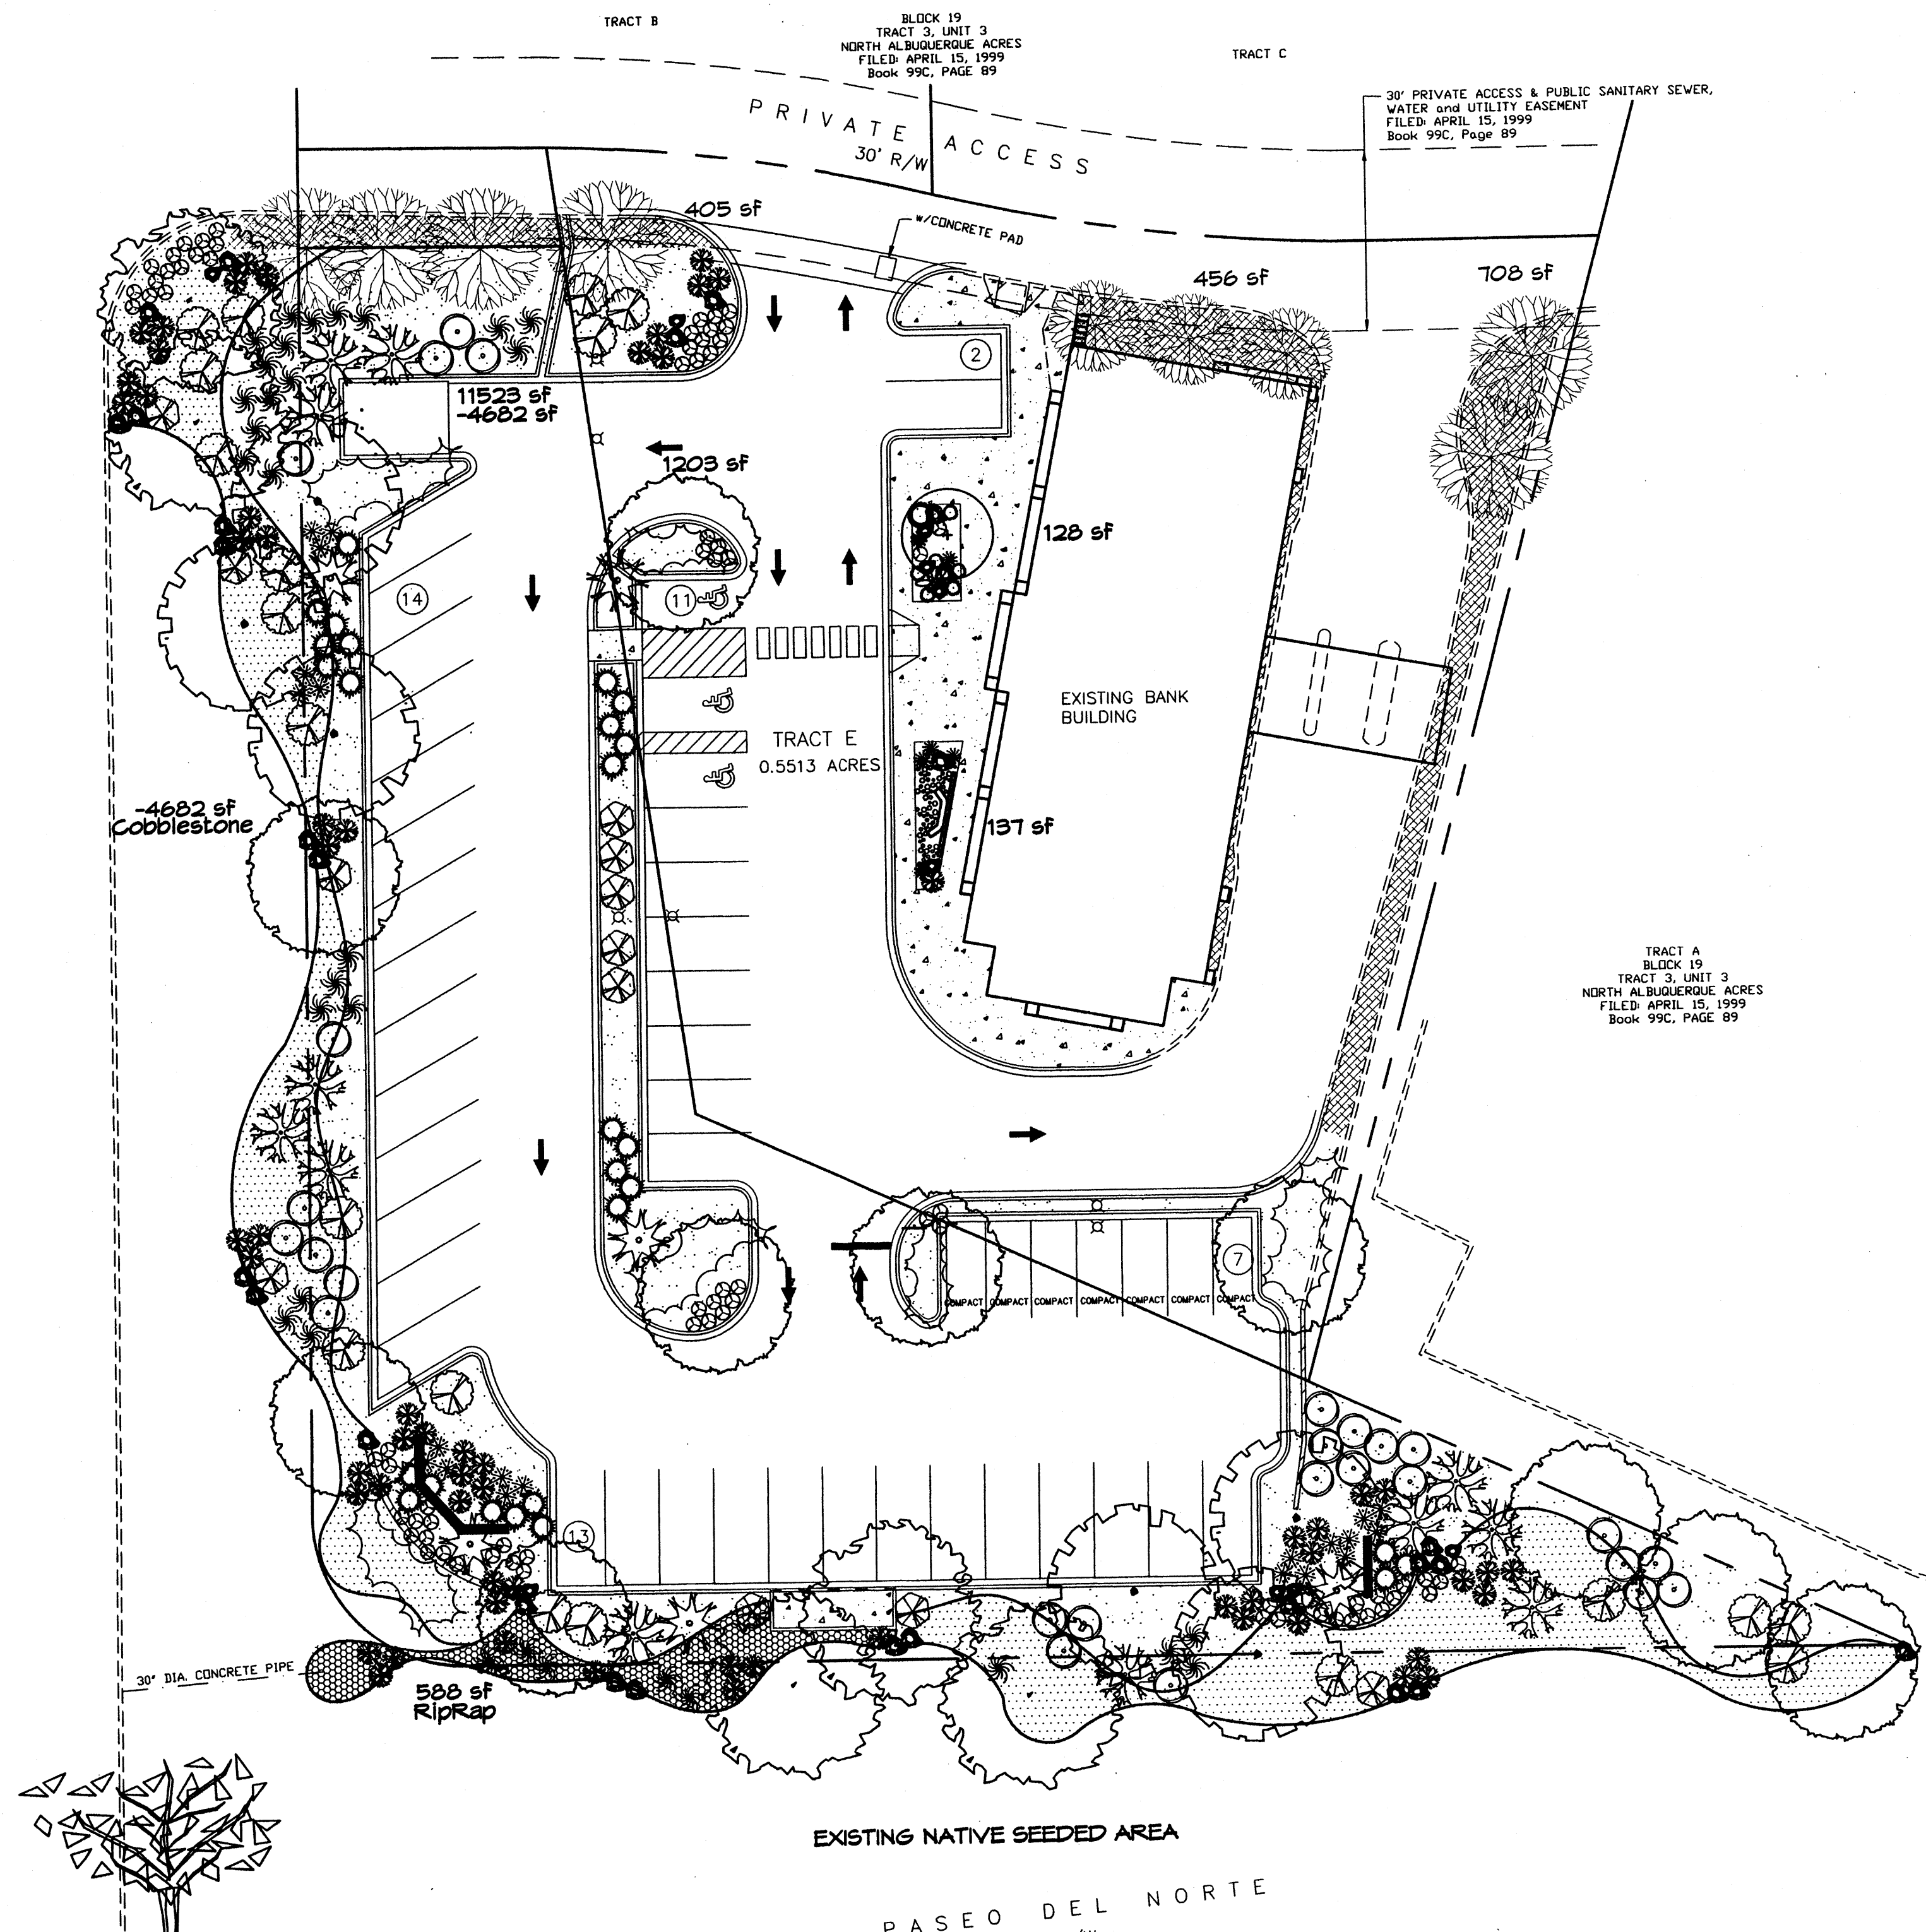 TRACT B
BLOCK 19
TRACT 3, UNIT 3
NORTH ALBUQUERQUE ACRES
FILED: APRIL 15, 1999
Book 99C, PAGE 89
TRACT C
30' PRIVATE ACCESS & PUBLIC SANITARY SEWER,
WATER and UTILITY EASEMENT
FILED: APRIL 15, 1999
Book 99C, Page 89
PRIVATE ACCESS
30' R/W
405 sf
w/CONCRETE PAD
456 sf
708 sf
2
11523 sf
-4682 sf
1203 sf
128 sf
14
11
EXISTING BANK
BUILDING
TRACT E
0.5513 ACRES
-4682 sf
Cobblestone
137 sf
TRACT A
BLOCK 19
TRACT 3, UNIT 3
NORTH ALBUQUERQUE ACRES
FILED: APRIL 15, 1999
Book 99C, PAGE 89
7
COMPACT COMPACT COMPACT COMPACT COMPACT COMPACT COMPACT
13
30" DIA. CONCRETE PIPE
588 sf
RipRap
EXISTING NATIVE SEEDED AREA
PASEO DEL NORTE